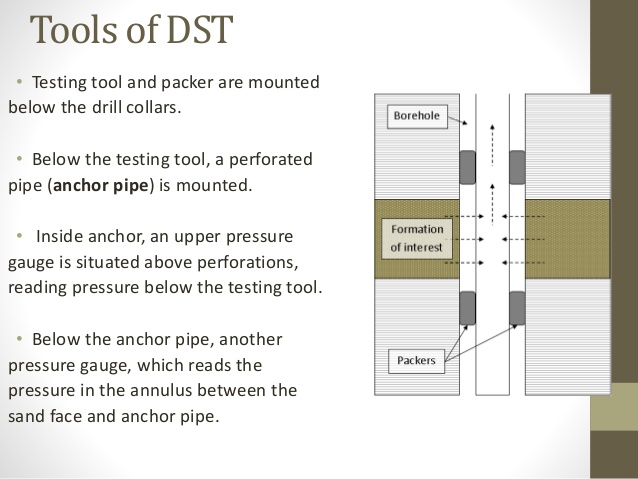 Tools of DST
• Testing tool and packer are mounted
below the drill collars.
• Below the testing tool, a perforated
pipe (anchor pipe) is mounted.
• Inside anchor, an upper pressure
gauge is situated above perforations,
reading pressure below the testing tool.
• Below the anchor pipe, another
pressure gauge, which reads the
pressure in the annulus between the
sand face and anchor pipe.
Borehole
Formation
of interest
Packers